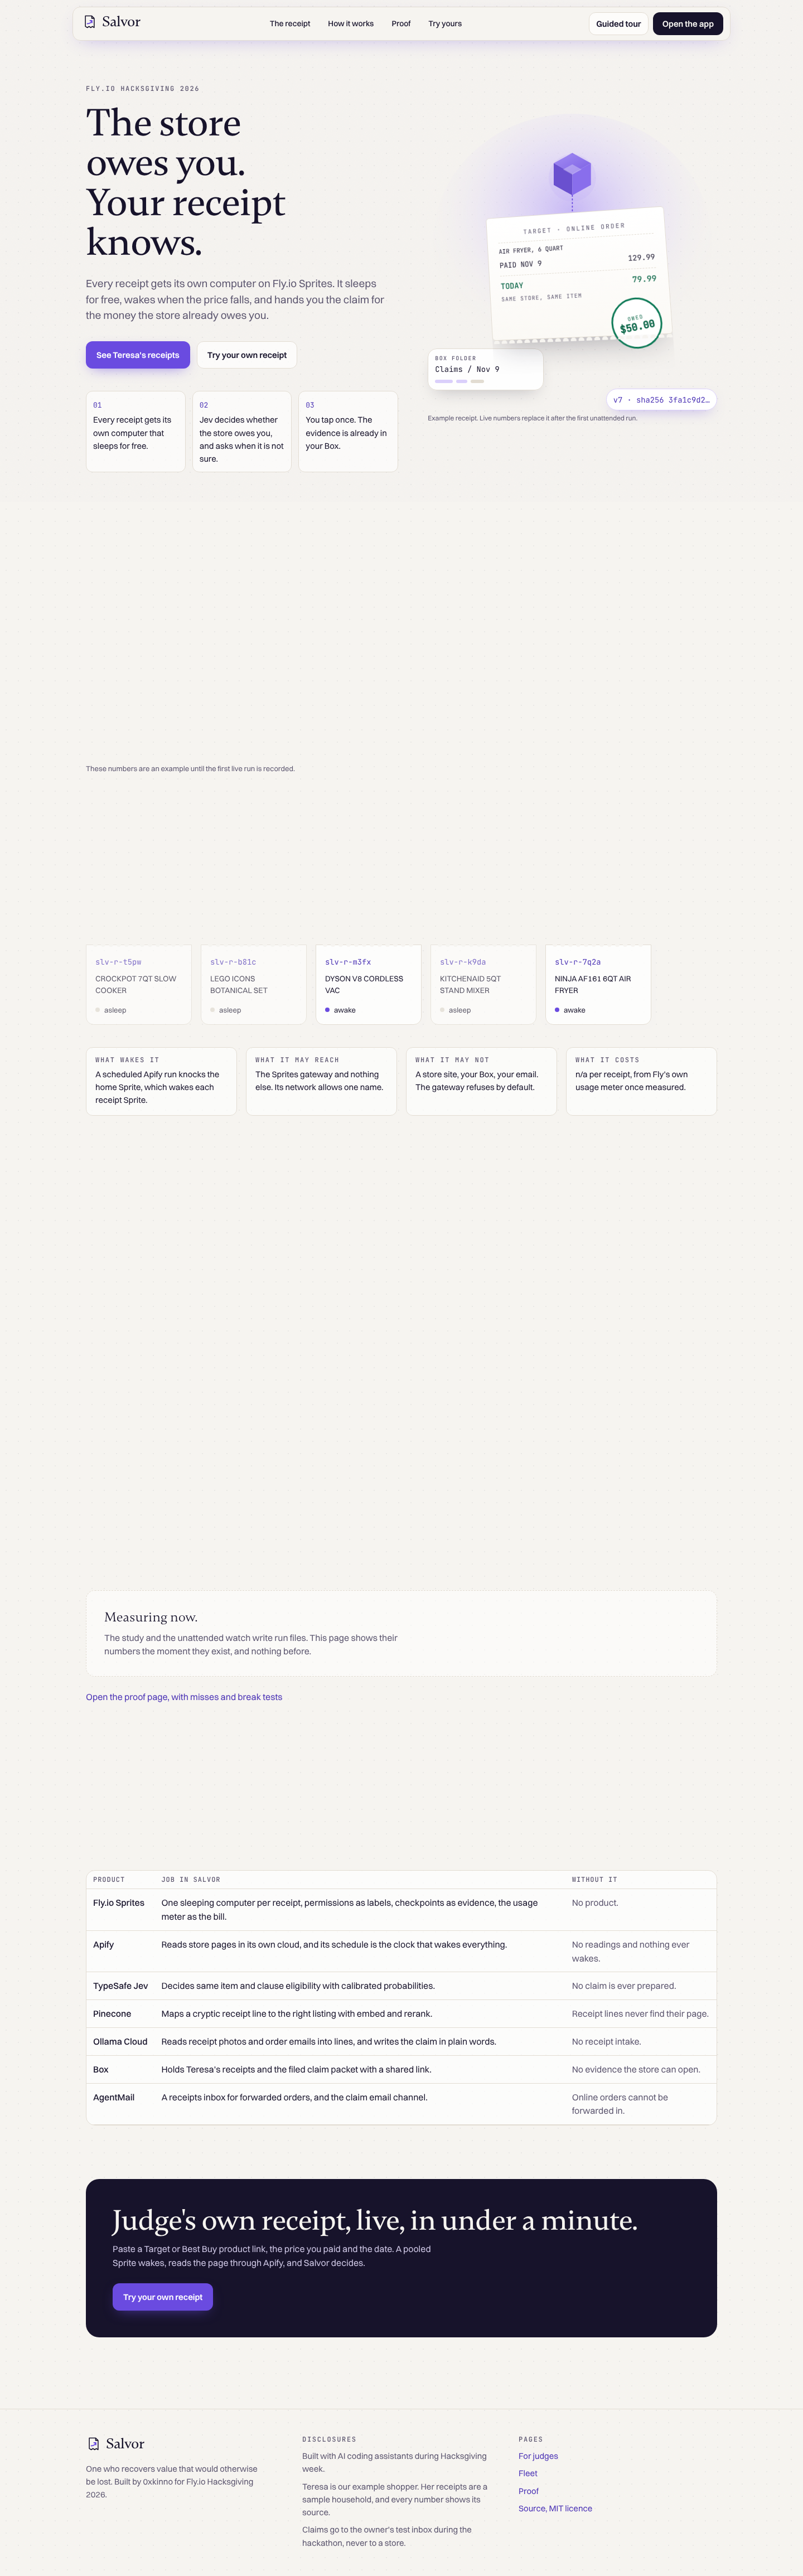 Salvor
The receipt
How it works
Proof
Try yours
Guided tour
Open the app
FLY.IO HACKSGIVING 2026
The store
owes you.
Your receipt
knows.
Every receipt gets its own computer on Fly.io Sprites. It sleeps
for free, wakes when the price falls, and hands you the claim for
the money the store already owes you.
See Teresa's receipts
Try your own receipt
01
Every receipt gets its
own computer that
sleeps for free.
02
Jev decides whether
the store owes you,
and asks when it is not
sure.
03
You tap once. The
evidence is already in
your Box.
TARGET · ONLINE ORDER
AIR FRYER, 6 QUART
PAID NOV 9
129.99
TODAY
79.99
SAME STORE, SAME ITEM
OWED
$50.00
BOX FOLDER
Claims / Nov 9
v7 · sha256 3fa1c9d2…
Example receipt. Live numbers replace it after the first unattended run.
These numbers are an example until the first live run is recorded.
slv-r-t5pw
CROCKPOT 7QT SLOW
COOKER
asleep
slv-r-b81c
LEGO ICONS
BOTANICAL SET
asleep
slv-r-m3fx
DYSON V8 CORDLESS
VAC
awake
slv-r-k9da
KITCHENAID 5QT
STAND MIXER
asleep
slv-r-7q2a
NINJA AF161 6QT AIR
FRYER
awake
WHAT WAKES IT
A scheduled Apify run knocks the
home Sprite, which wakes each
receipt Sprite.
WHAT IT MAY REACH
The Sprites gateway and nothing
else. Its network allows one name.
WHAT IT MAY NOT
A store site, your Box, your email.
The gateway refuses by default.
WHAT IT COSTS
n/a per receipt, from Fly's own
usage meter once measured.
Measuring now.
The study and the unattended watch write run files. This page shows their
numbers the moment they exist, and nothing before.
Open the proof page, with misses and break tests
PRODUCT
JOB IN SALVOR
WITHOUT IT
Fly.io Sprites
One sleeping computer per receipt, permissions as labels, checkpoints as evidence, the usage
meter as the bill.
No product.
Apify
Reads store pages in its own cloud, and its schedule is the clock that wakes everything.
No readings and nothing ever
wakes.
TypeSafe Jev
Decides same item and clause eligibility with calibrated probabilities.
No claim is ever prepared.
Pinecone
Maps a cryptic receipt line to the right listing with embed and rerank.
Receipt lines never find their page.
Ollama Cloud
Reads receipt photos and order emails into lines, and writes the claim in plain words.
No receipt intake.
Box
Holds Teresa's receipts and the filed claim packet with a shared link.
No evidence the store can open.
AgentMail
A receipts inbox for forwarded orders, and the claim email channel.
Online orders cannot be
forwarded in.
Judge's own receipt, live, in under a minute.
Paste a Target or Best Buy product link, the price you paid and the date. A pooled
Sprite wakes, reads the page through Apify, and Salvor decides.
Try your own receipt
Salvor
One who recovers value that would otherwise
be lost. Built by 0xkinno for Fly.io Hacksgiving
2026.
DISCLOSURES
Built with AI coding assistants during Hacksgiving
week.
Teresa is our example shopper. Her receipts are a
sample household, and every number shows its
source.
Claims go to the owner's test inbox during the
hackathon, never to a store.
PAGES
For judges
Fleet
Proof
Source, MIT licence